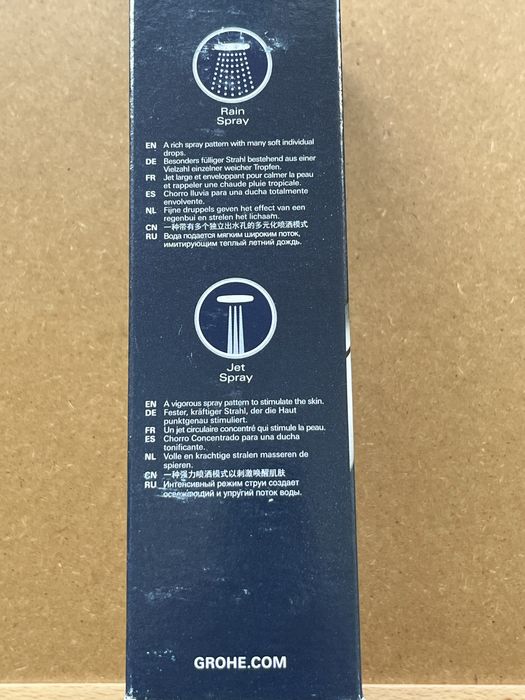 Rain
Spray
EN A rich spray pattern with many soft individual
drops.
DE Besonders fülliger Strahl bestehend aus einer
Vielzahl einzelner weicher Tropfen.
FR Jet large et enveloppant pour calmer la peau
et rappeler une chaude pluie tropicale.
ES Chorro lluvia para una ducha totalmente
envolvente.
NL Fijne druppels geven het effect van een
regenbui en strelen het lichaam.
CN 一种带有多个独立出水孔的多元化喷洒模式
RU Вода подается мягким широким поток,
имитирующим теплый летний дождь.
Jet
Spray
EN A vigorous spray pattern to stimulate the skin.
DE Fester, kräftiger Strahl, der die Haut
punktgenau stimuliert.
FR Un jet circulaire concentré qui stimule la peau.
ES Chorro Concentrado para una ducha
tonificante.
NL Volle en krachtige stralen masseren de
spieren.
CN 一种强力喷洒模式以刺激唤醒肌肤
RU Интенсивный режим струи создает
освежающий и упругий поток воды.
GROHE.COM